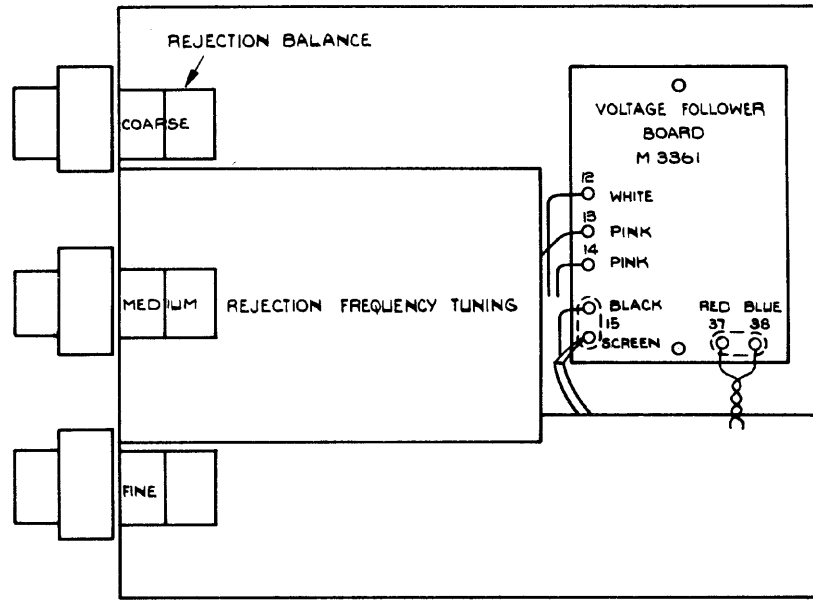 REJECTION BALANCE
COARSE
VOLTAGE FOLLOWER
BOARD
M 3361
12
WHITE
13
PINK
14
PINK
MEDIUM
REJECTION FREQUENCY TUNING
BLACK
15
SCREEN
RED BLUE
37 38
FINE